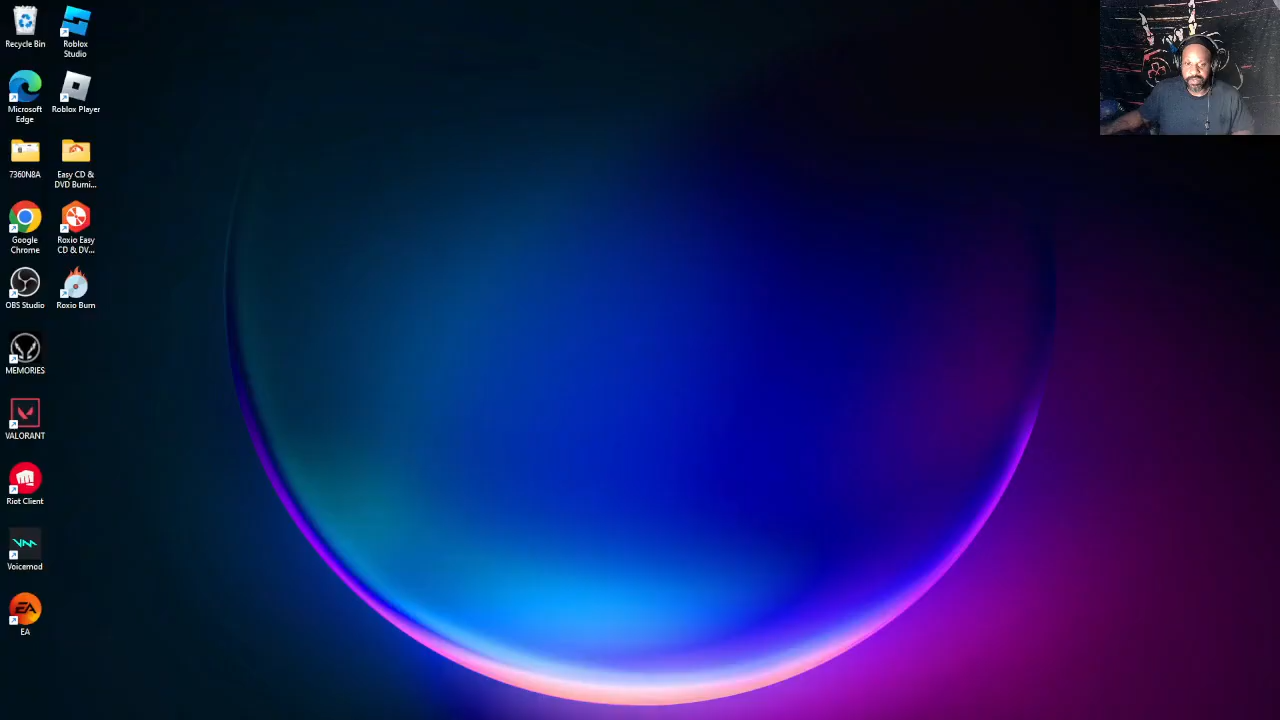 Recycle Bin
Roblox
Studio
Microsoft
Edge
Roblox Player
7360N8A
Easy CD &
DVD Burni...
Google
Chrome
Roxio Easy
CD & DV...
OBS Studio
Roxio Burn
MEMORIES
VALORANT
Riot Client
Voicemod
EA
EA